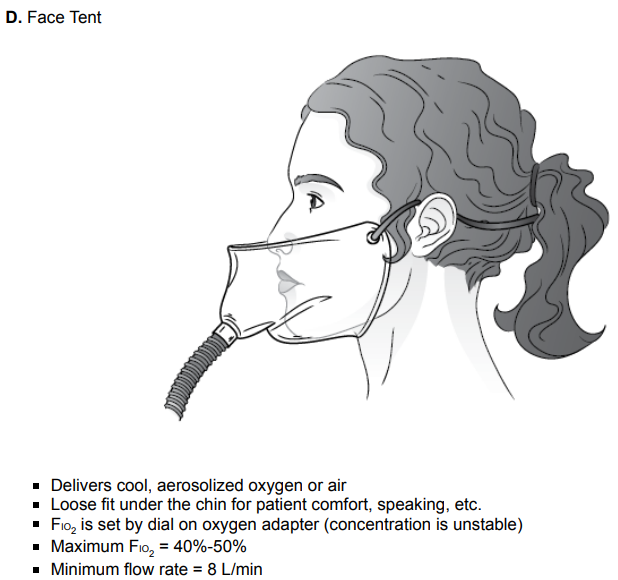 D. Face Tent
▪ Delivers cool, aerosolized oxygen or air
▪ Loose fit under the chin for patient comfort, speaking, etc.
▪ FIO₂ is set by dial on oxygen adapter (concentration is unstable)
▪ Maximum FIO₂ = 40%-50%
▪ Minimum flow rate = 8 L/min